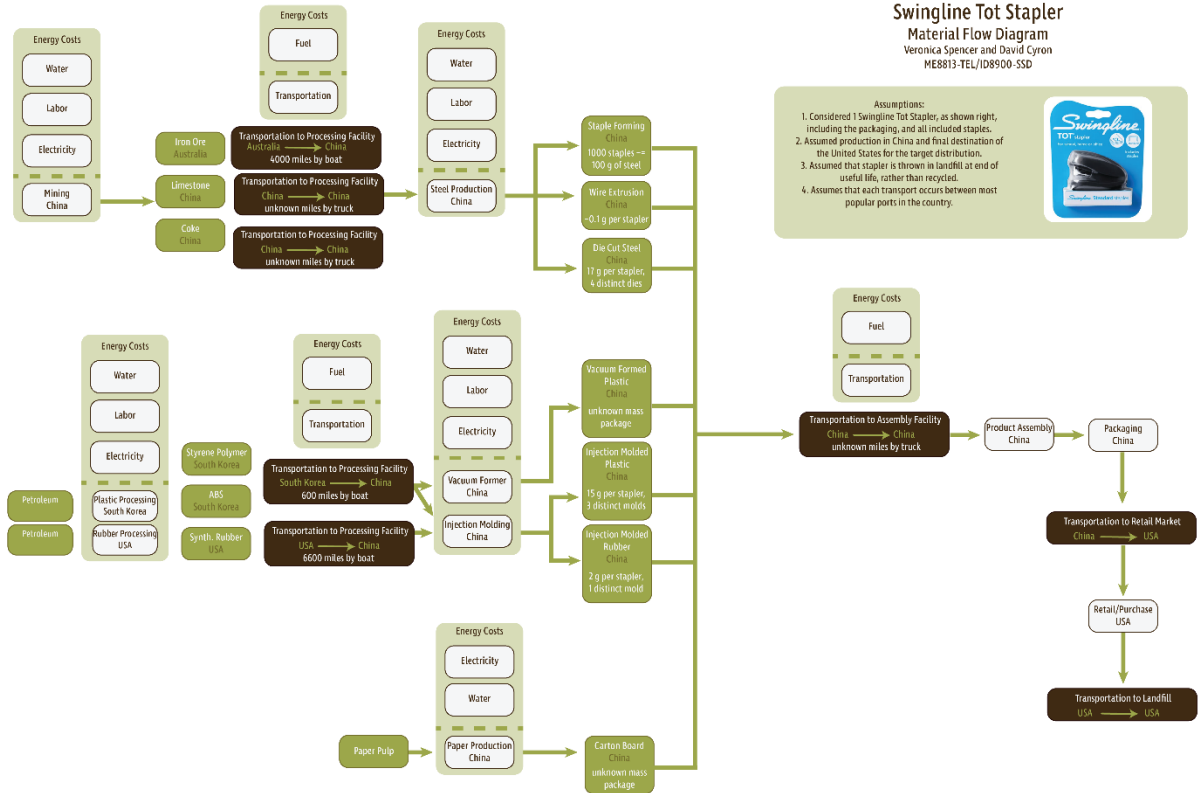 Swingline Tot Stapler
Material Flow Diagram
Veronica Spencer and David Cyron
ME8813-TEL/ID8900-SSD
Assumptions:
1. Considered 1 Swingline Tot Stapler, as shown right,
including the packaging, and all included staples.
2. Assumed production in China and final destination of
the United States for the target distribution.
3. Assumed that stapler is thrown in landfill at end of
useful life, rather than recycled.
4. Assumes that each transport occurs between most
popular ports in the country.
Swingline
TOT stapler
Swingline
Energy Costs
Water
Labor
Electricity
Mining
China
Iron Ore
Australia
Limestone
China
Coke
China
Energy Costs
Fuel
Transportation
Transportation to Processing Facility
Australia China
4000 miles by boat
Transportation to Processing Facility
China China
unknown miles by truck
Transportation to Processing Facility
China China
unknown miles by truck
Energy Costs
Water
Labor
Electricity
Steel Production
China
Staple Forming
China
1000 staples ~=
100 g of steel
Wire Extrusion
China
~0.1 g per stapler
Die Cut Steel
China
17 g per stapler,
4 distinct dies
Petroleum
Petroleum
Energy Costs
Water
Labor
Electricity
Plastic Processing
South Korea
Rubber Processing
USA
Styrene Polymer
South Korea
ABS
South Korea
Synth. Rubber
USA
Energy Costs
Fuel
Transportation
Transportation to Processing Facility
South Korea China
600 miles by boat
Transportation to Processing Facility
USA China
6600 miles by boat
Energy Costs
Water
Labor
Electricity
Vacuum Former
China
Injection Molding
China
Vacuum Formed
Plastic
China
unknown mass
package
Injection Molded
Plastic
China
15 g per stapler,
3 distinct molds
Injection Molded
Rubber
China
2 g per stapler,
1 distinct mold
Paper Pulp
Energy Costs
Electricity
Water
Paper Production
China
Carton Board
China
unknown mass
package
Energy Costs
Fuel
Transportation
Transportation to Assembly Facility
China China
unknown miles by truck
Product Assembly
China
Packaging
China
Transportation to Retail Market
China USA
Retail/Purchase
USA
Transportation to Landfill
USA USA